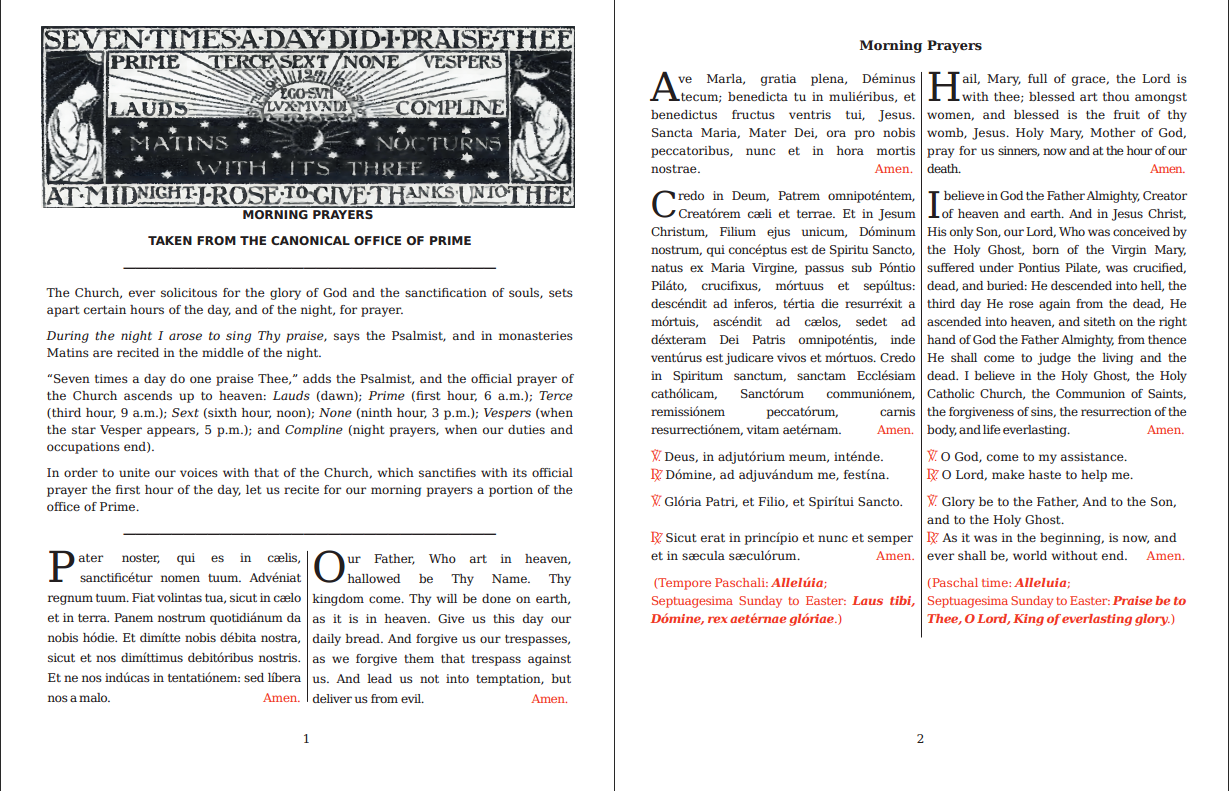 SEVEN·TIMES·A·DAY·DID·I·PRAISE·THEE
PRIME TERCE SEXT NONE VESPERS
EGO·SVM
LVX·MVNDI
LAUDS COMPLINE
MATINS NOCTURNS
WITH ITS THREE
AT·MIDNIGHT·I·ROSE·TO·GIVE·THANKS·UNTO THEE
MORNING PRAYERS
TAKEN FROM THE CANONICAL OFFICE OF PRIME
The Church, ever solicitous for the glory of God and the sanctification of souls, sets
apart certain hours of the day, and of the night, for prayer.
During the night I arose to sing Thy praise, says the Psalmist, and in monasteries
Matins are recited in the middle of the night.
“Seven times a day do one praise Thee,” adds the Psalmist, and the official prayer of
the Church ascends up to heaven: Lauds (dawn); Prime (first hour, 6 a.m.); Terce
(third hour, 9 a.m.); Sext (sixth hour, noon); None (ninth hour, 3 p.m.); Vespers (when
the star Vesper appears, 5 p.m.); and Compline (night prayers, when our duties and
occupations end).
In order to unite our voices with that of the Church, which sanctifies with its official
prayer the first hour of the day, let us recite for our morning prayers a portion of the
office of Prime.
Pater noster, qui es in cælis,
sanctificétur nomen tuum. Advéniat
regnum tuum. Fiat volintas tua, sicut in cælo
et in terra. Panem nostrum quotidiánum da
nobis hódie. Et dimítte nobis débita nostra,
sicut et nos dimíttimus debitóribus nostris.
Et ne nos indúcas in tentatiónem: sed líbera
nos a malo. Amen.
Our Father, Who art in heaven,
hallowed be Thy Name. Thy
kingdom come. Thy will be done on earth,
as it is in heaven. Give us this day our
daily bread. And forgive us our trespasses,
as we forgive them that trespass against
us. And lead us not into temptation, but
deliver us from evil. Amen.
1
Morning Prayers
Ave Marla, gratia plena, Déminus
tecum; benedicta tu in muliéribus, et
benedictus fructus ventris tui, Jesus.
Sancta Maria, Mater Dei, ora pro nobis
peccatoribus, nunc et in hora mortis
nostrae. Amen.
Credo in Deum, Patrem omnipoténtem,
Creatórem cæli et terrae. Et in Jesum
Christum, Filium ejus unicum, Dóminum
nostrum, qui concéptus est de Spiritu Sancto,
natus ex Maria Virgine, passus sub Póntio
Piláto, crucifixus, mórtuus et sepúltus:
descéndit ad inferos, tértia die resurréxit a
mórtuis, ascéndit ad cælos, sedet ad
déxteram Dei Patris omnipoténtis, inde
ventúrus est judicare vivos et mórtuos. Credo
in Spiritum sanctum, sanctam Ecclésiam
cathólicam, Sanctórum communiónem,
remissiónem peccatórum, carnis
resurrectiónem, vitam aetérnam. Amen.
℣ Deus, in adjutórium meum, inténde.
℟ Dómine, ad adjuvándum me, festína.
℣ Glória Patri, et Filio, et Spirítui Sancto.
℟ Sicut erat in princípio et nunc et semper
et in sæcula sæculórum. Amen.
(Tempore Paschali: Allelúia;
Septuagesima Sunday to Easter: Laus tibi,
Dómine, rex aetérnae glóriae.)
Hail, Mary, full of grace, the Lord is
with thee; blessed art thou amongst
women, and blessed is the fruit of thy
womb, Jesus. Holy Mary, Mother of God,
pray for us sinners, now and at the hour of our
death. Amen.
I believe in God the Father Almighty, Creator
of heaven and earth. And in Jesus Christ,
His only Son, our Lord, Who was conceived by
the Holy Ghost, born of the Virgin Mary,
suffered under Pontius Pilate, was crucified,
dead, and buried: He descended into hell, the
third day He rose again from the dead, He
ascended into heaven, and siteth on the right
hand of God the Father Almighty, from thence
He shall come to judge the living and the
dead. I believe in the Holy Ghost, the Holy
Catholic Church, the Communion of Saints,
the forgiveness of sins, the resurrection of the
body, and life everlasting. Amen.
℣ O God, come to my assistance.
℟ O Lord, make haste to help me.
℣ Glory be to the Father, And to the Son,
and to the Holy Ghost.
℟ As it was in the beginning, is now, and
ever shall be, world without end. Amen.
(Paschal time: Alleluia;
Septuagesima Sunday to Easter: Praise be to
Thee, O Lord, King of everlasting glory.)
2